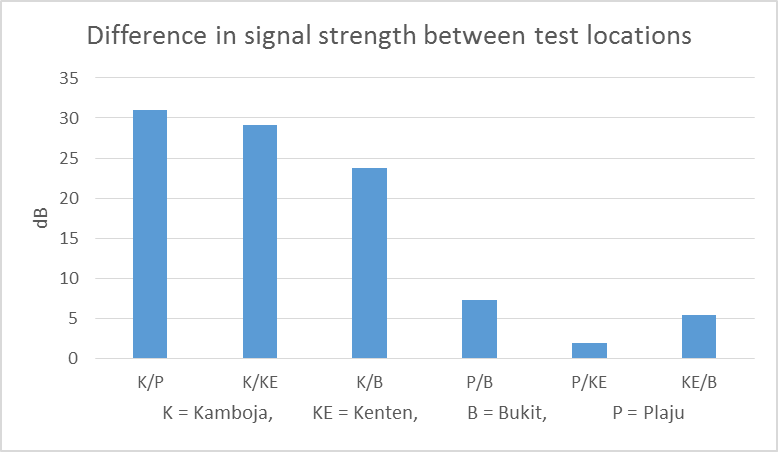 Difference in signal strength between test locations
35
30
25
20
15
10
5
0
dB
K/P K/KE K/B P/B P/KE KE/B
K = Kamboja, KE = Kenten, B = Bukit, P = Plaju